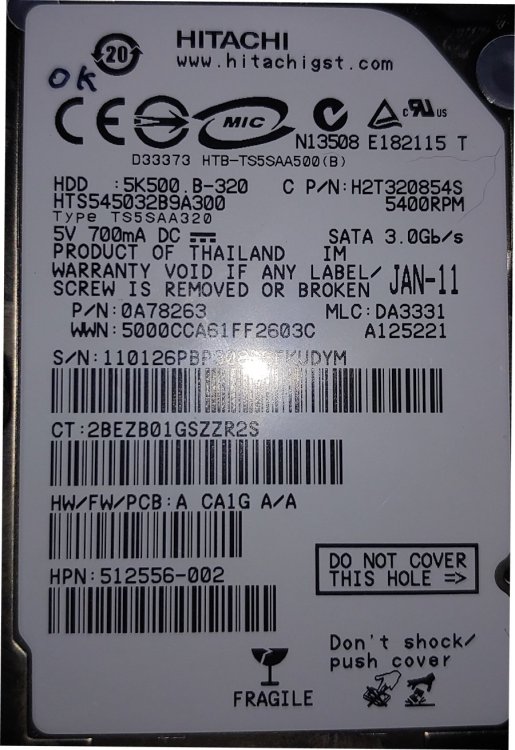 20
HITACHI
www.hitachigst.com
OK
CE MIC c RU us
N13508 E182115 T
D33373 HTB-TS5SAA500(B)
HDD :5K500.B-320 C P/N:H2T320854S
HTS545032B9A300 5400RPM
Type TS5SAA320
5V 700mA DC SATA 3.0Gb/s
PRODUCT OF THAILAND IM
WARRANTY VOID IF ANY LABEL/ JAN-11
SCREW IS REMOVED OR BROKEN
P/N:0A78263 MLC:DA3331
WWN:5000CCA61FF2603C A125221
S/N:
CT:2BEZB01GSZZR2S
HW/FW/PCB:A CA1G A/A
HPN:512556-002
DO NOT COVER
THIS HOLE =>
Don't shock/
push cover
FRAGILE